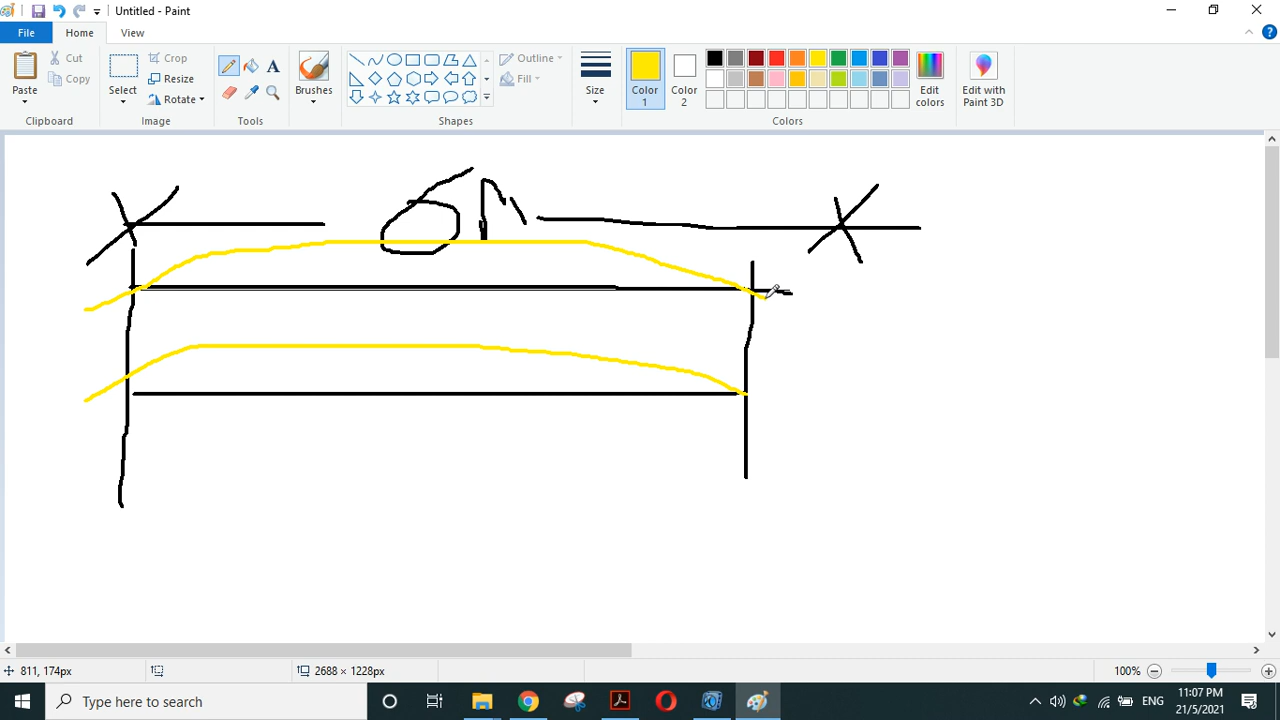 Untitled - Paint
File Home View
Cut Crop Outline
Paste Copy Select Resize Brushes Fill Size Color 1 Color 2 Edit colors Edit with Paint 3D
Rotate
Clipboard Image Tools Shapes Colors
6m
811, 174px 2688 × 1228px 100%
Type here to search ENG 11:07 PM
21/5/2021